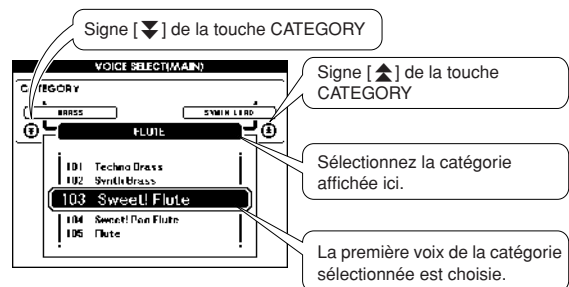 Signe [ ] de la touche CATEGORY
VOICE SELECT(MAIN)
CATEGORY
Signe [ ] de la touche
CATEGORY
BRASS
SYNTH LEAD
FLUTE
Sélectionnez la catégorie
affichée ici.
101 Techno Brass
102 Synth Brass
103 Sweet! Flute
104 Sweet! Pan Flute
105 Flute
La première voix de la catégorie
sélectionnée est choisie.